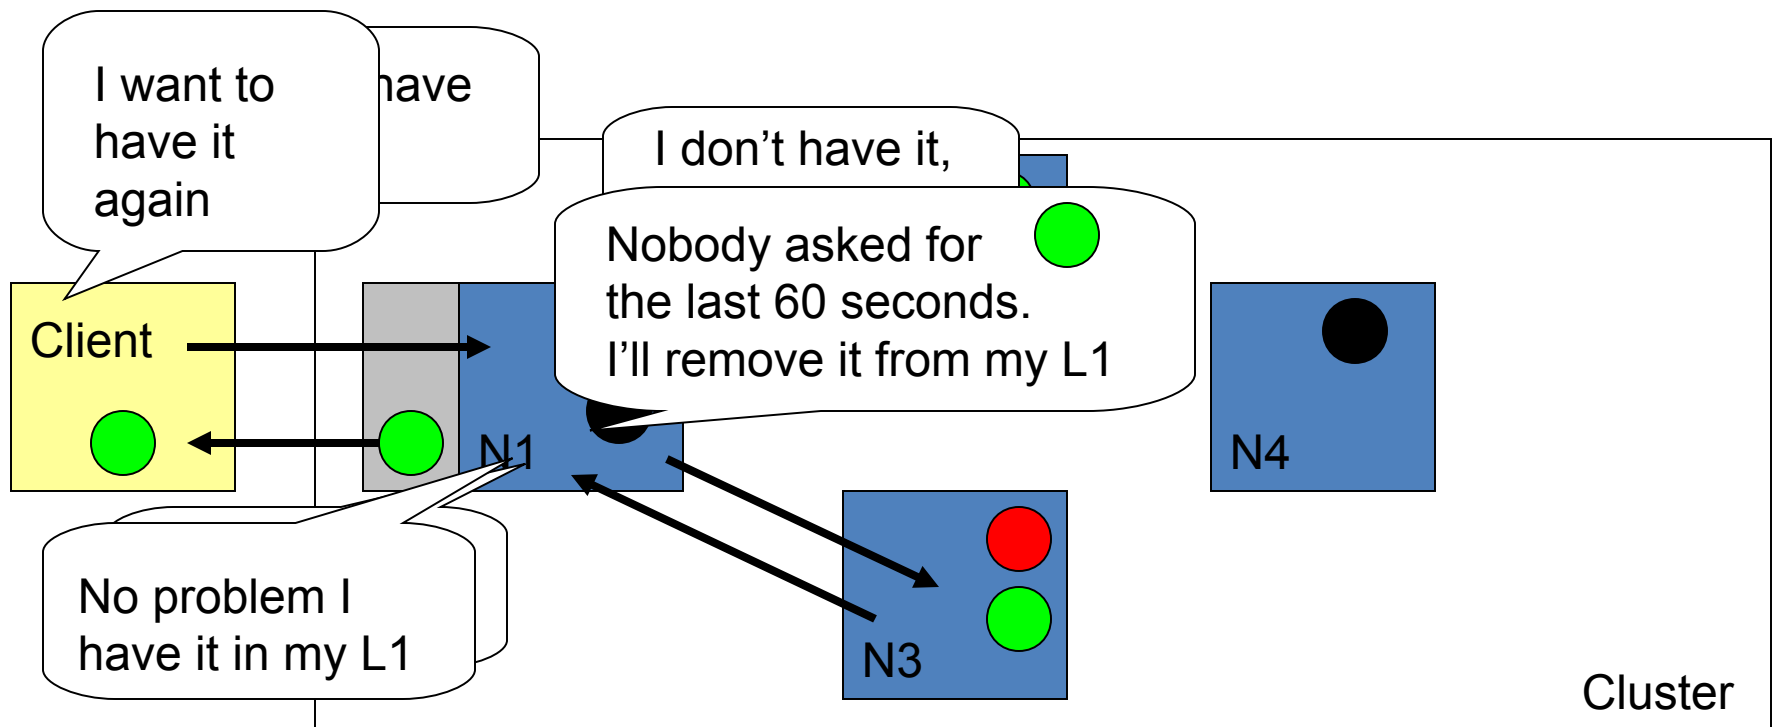 I want to
have it
again
have
I don't have it,
Nobody asked for
the last 60 seconds.
I'll remove it from my L1
Client
N1
N4
No problem I
have it in my L1
N3
Cluster